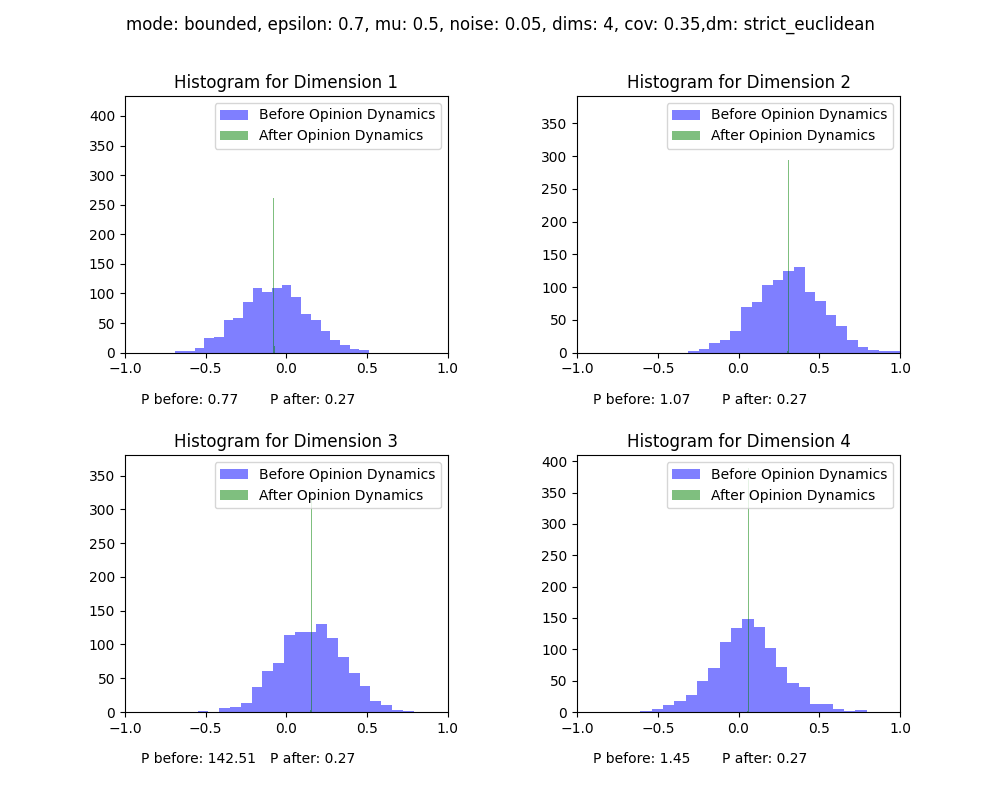 mode: bounded, epsilon: 0.7, mu: 0.5, noise: 0.05, dims: 4, cov: 0.35,dm: strict_euclidean
Histogram for Dimension 1
Before Opinion Dynamics
After Opinion Dynamics
400
350
300
250
200
150
100
50
0
−1.0 −0.5 0.0 0.5 1.0
P before: 0.77 P after: 0.27
Histogram for Dimension 2
Before Opinion Dynamics
After Opinion Dynamics
350
300
250
200
150
100
50
0
−1.0 −0.5 0.0 0.5 1.0
P before: 1.07 P after: 0.27
Histogram for Dimension 3
Before Opinion Dynamics
After Opinion Dynamics
350
300
250
200
150
100
50
0
−1.0 −0.5 0.0 0.5 1.0
P before: 142.51 P after: 0.27
Histogram for Dimension 4
Before Opinion Dynamics
After Opinion Dynamics
400
350
300
250
200
150
100
50
0
−1.0 −0.5 0.0 0.5 1.0
P before: 1.45 P after: 0.27